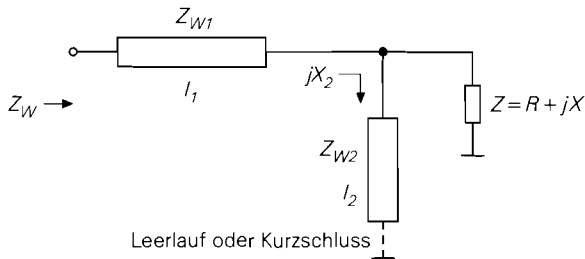 Z_W1
l_1
Z_W
jX_2
Z=R+jX
Z_W2
l_2
Leerlauf oder Kurzschluss